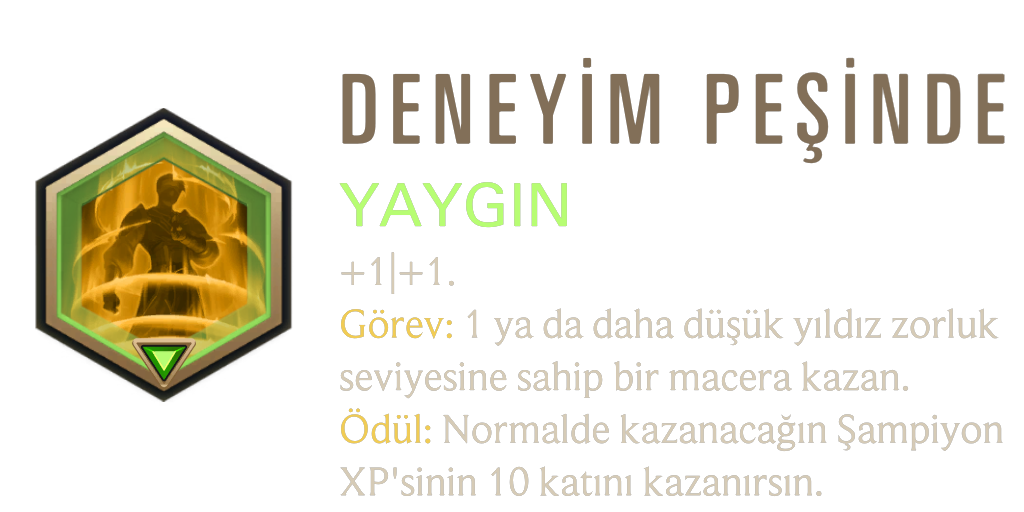 DENEYİM PEŞİNDE
YAYGIN
+1|+1.
Görev: 1 ya da daha düşük yıldız zorluk
seviyesine sahip bir macera kazan.
Ödül: Normalde kazanacağın Şampiyon
XP'sinin 10 katını kazanırsın.